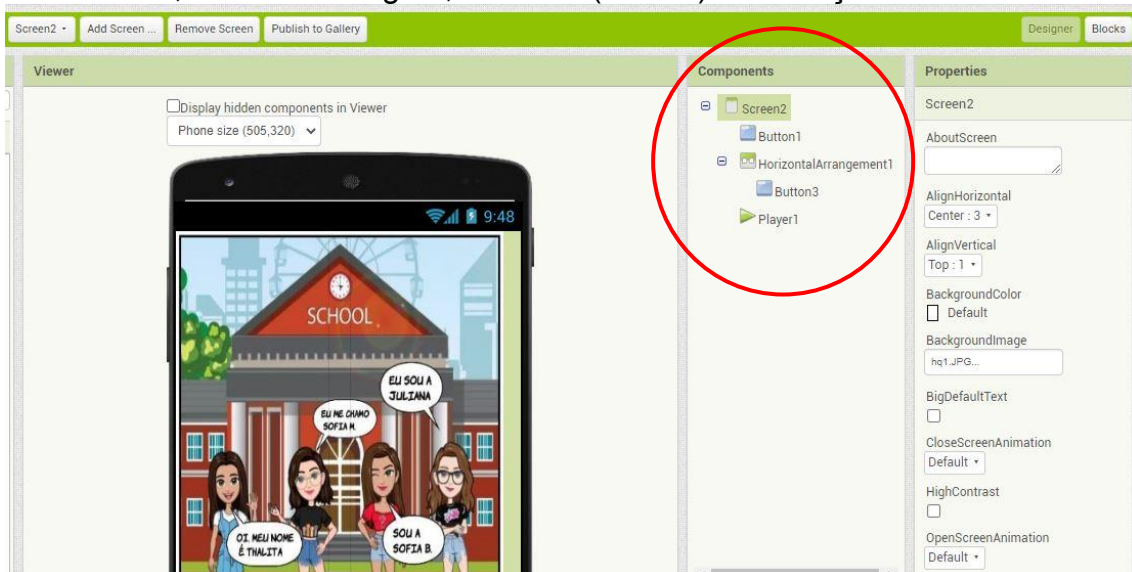 Screen2 Add Screen ... Remove Screen Publish to Gallery Designer Blocks
Viewer
Display hidden components in Viewer
Phone size (505,320)
9:48
SCHOOL
EU SOU A
JULIANA
EU ME CHAMO
SOFIA M.
OI. MEU NOME
É THALITA
SOU A
SOFIA B.
Components
Screen2
Button1
HorizontalArrangement1
Button3
Player1
Properties
Screen2
AboutScreen
AlignHorizontal
Center : 3
AlignVertical
Top : 1
BackgroundColor
Default
BackgroundImage
hq1.JPG...
BigDefaultText
CloseScreenAnimation
Default
HighContrast
OpenScreenAnimation
Default